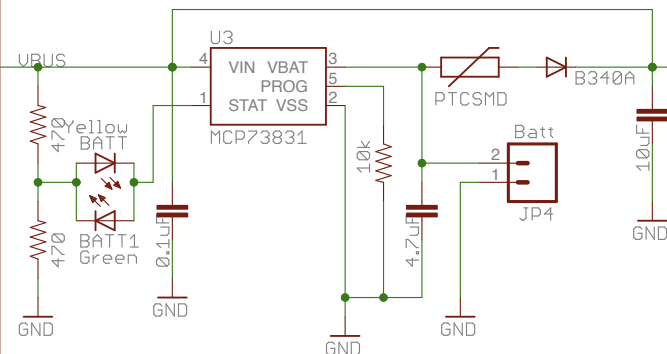 U3
VBUS
4
VIN VBAT
3
PROG
5
1
STAT VSS
2
MCP73831
PTCSMD
B340A
470
Yellow
BATT
10k
Batt
2
1
JP4
10uF
470
BATT1
Green
0.1uF
4.7uF
GND
GND
GND
GND
GND